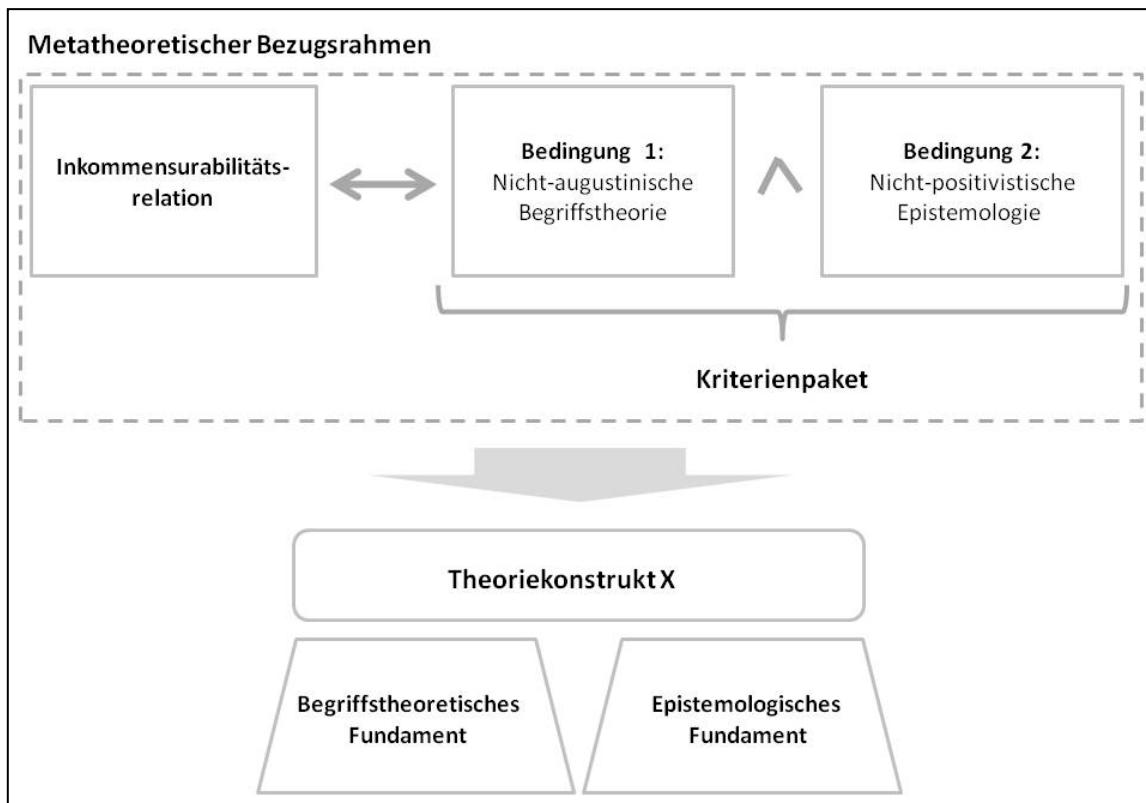 Metatheoretischer Bezugsrahmen
Inkommensurabilitäts-
relation
Bedingung 1:
Nicht-augustinische
Begriffstheorie
Bedingung 2:
Nicht-positivistische
Epistemologie
Kriterienpaket
Theoriekonstrukt X
Begriffstheoretisches
Fundament
Epistemologisches
Fundament